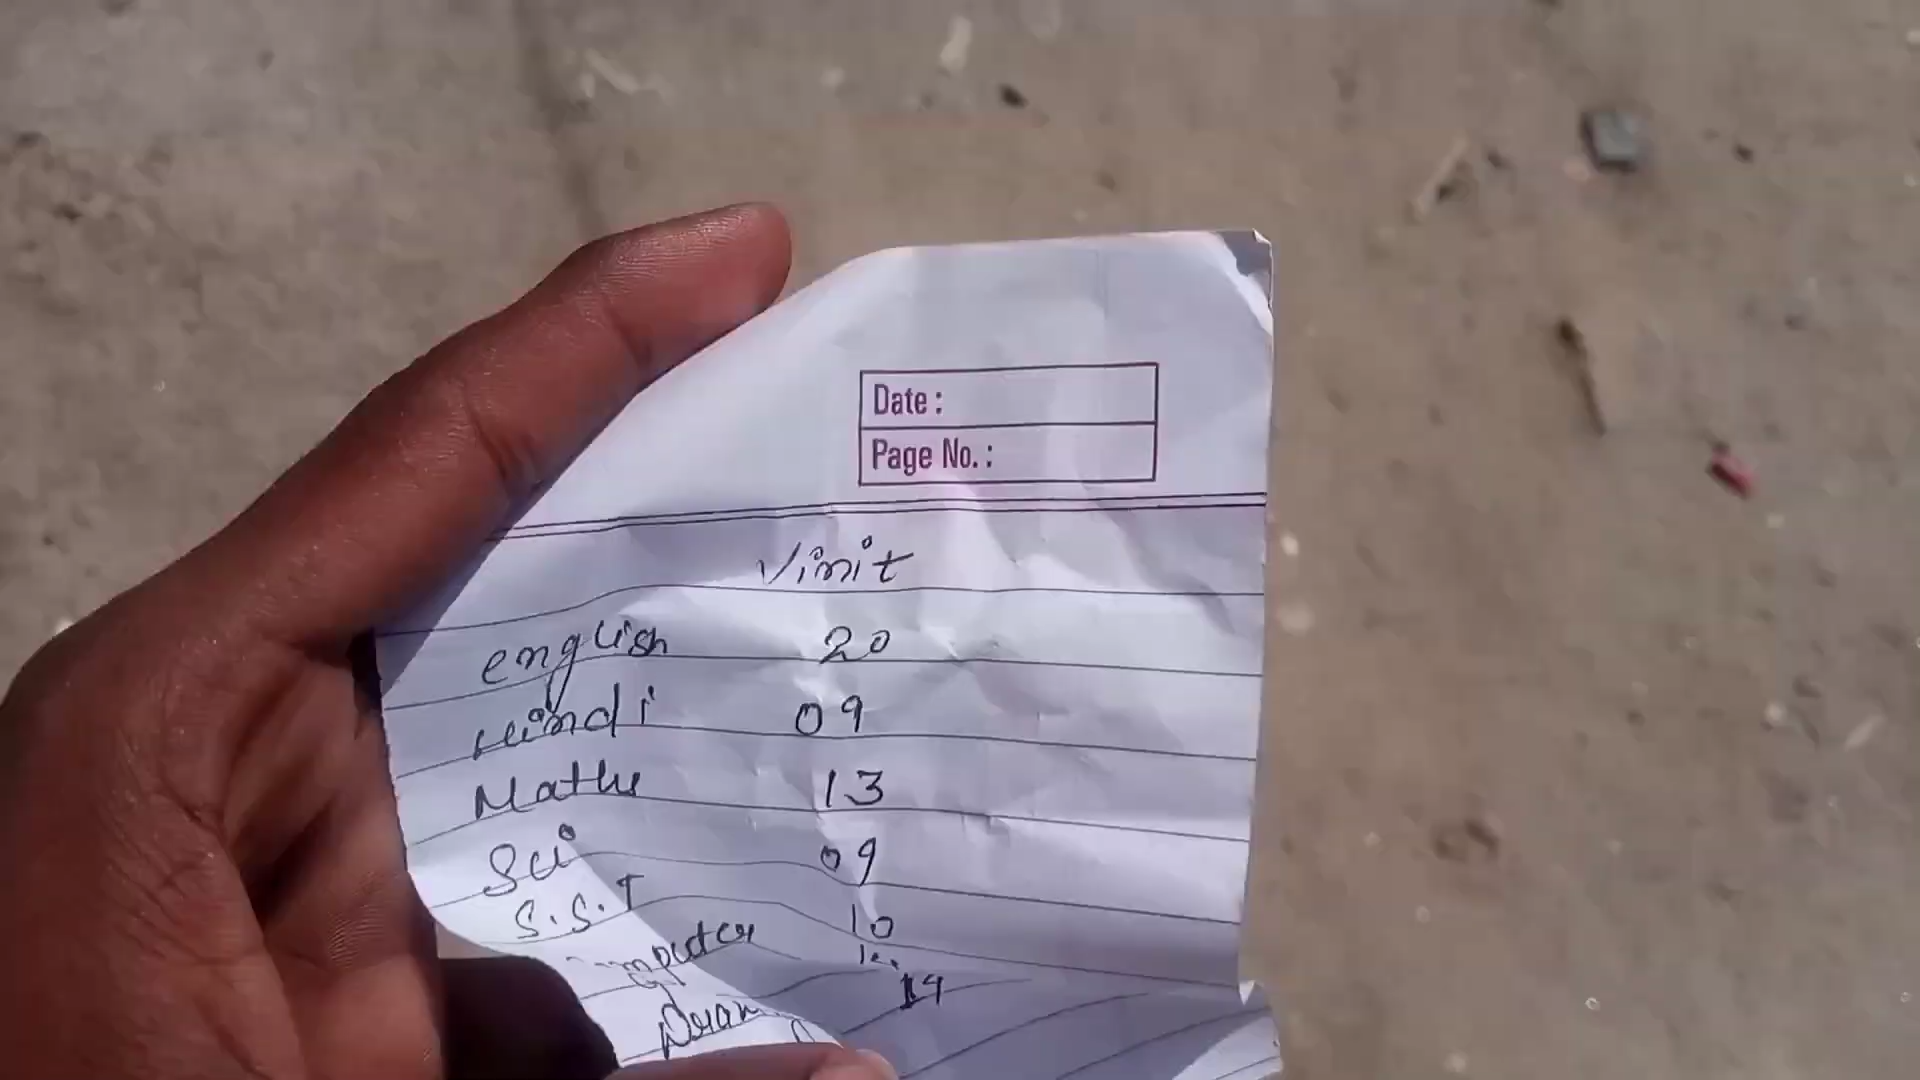 Date :
Page No. :
Vinit
english 20
Hindi 09
Maths 13
Sci 09
S.S.T 10
14